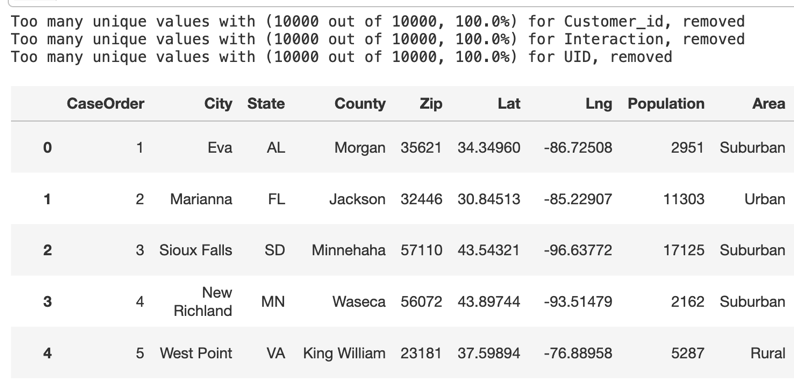 Too many unique values with (10000 out of 10000, 100.0%) for Customer_id, removed
Too many unique values with (10000 out of 10000, 100.0%) for Interaction, removed
Too many unique values with (10000 out of 10000, 100.0%) for UID, removed
CaseOrder City State County Zip Lat Lng Population Area
0 1 Eva AL Morgan 35621 34.34960 -86.72508 2951 Suburban
1 2 Marianna FL Jackson 32446 30.84513 -85.22907 11303 Urban
2 3 Sioux Falls SD Minnehaha 57110 43.54321 -96.63772 17125 Suburban
3 4 New Richland MN Waseca 56072 43.89744 -93.51479 2162 Suburban
4 5 West Point VA King William 23181 37.59894 -76.88958 5287 Rural